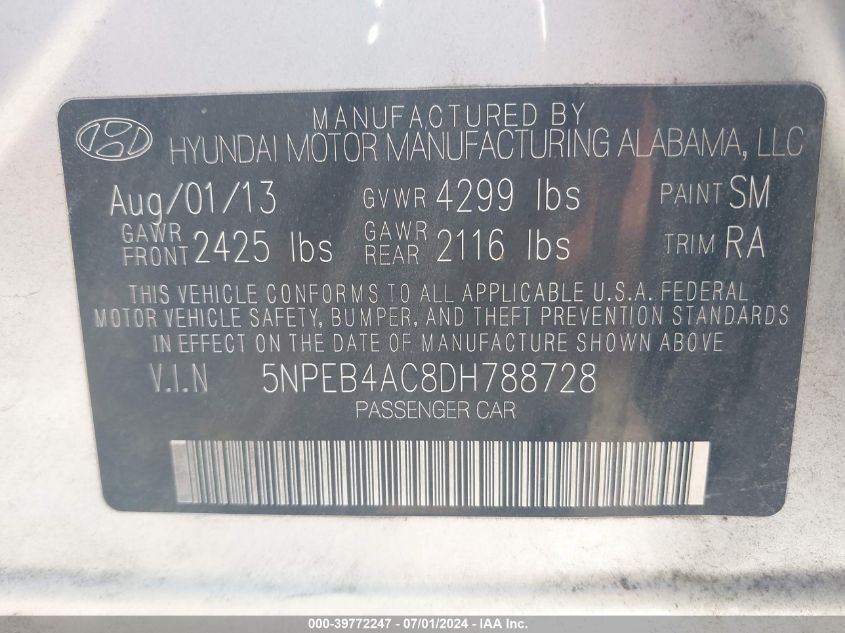 MANUFACTURED BY
HYUNDAI MOTOR MANUFACTURING ALABAMA, LLC
Aug/01/13 GVWR 4299 lbs PAINT SM
GAWR FRONT 2425 lbs GAWR REAR 2116 lbs TRIM RA
THIS VEHICLE CONFORMS TO ALL APPLICABLE U.S.A. FEDERAL
MOTOR VEHICLE SAFETY, BUMPER, AND THEFT PREVENTION STANDARDS
IN EFFECT ON THE DATE OF MANUFACTURE SHOWN ABOVE
V.I.N 5NPEB4AC8DH788728
PASSENGER CAR
000-39772247 - 07/01/2024 - IAA Inc.